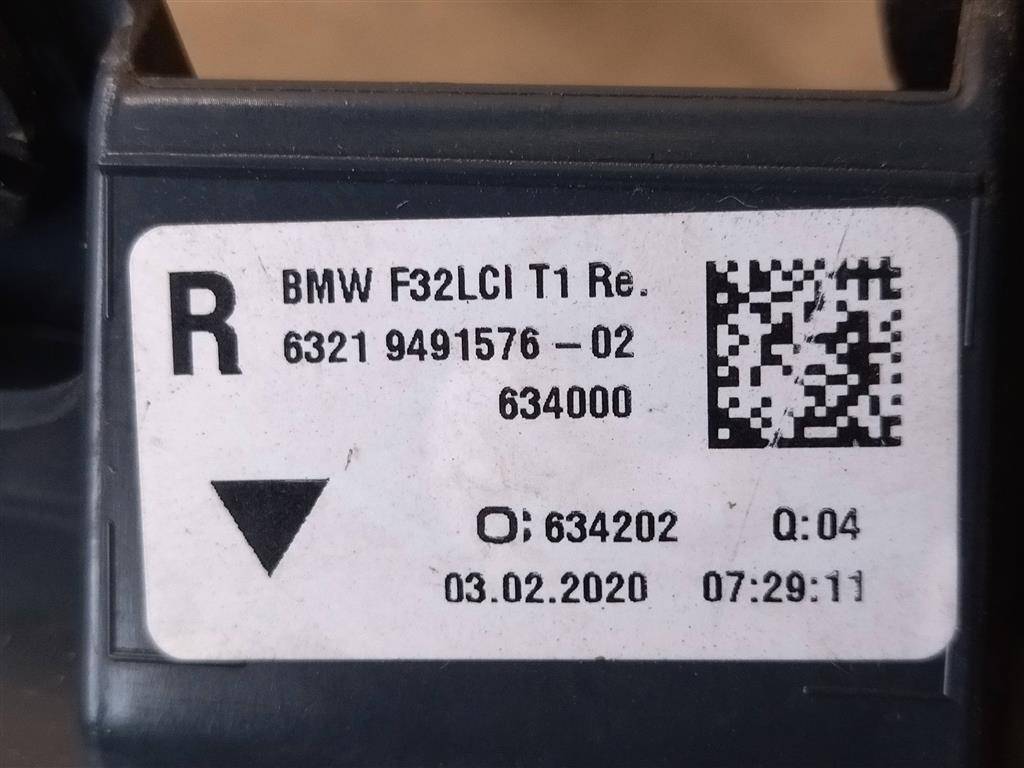 R
BMW F32LCI T1 Re.
6321 9491576-02
634000
O; 634202 Q:04
03.02.2020 07:29:11